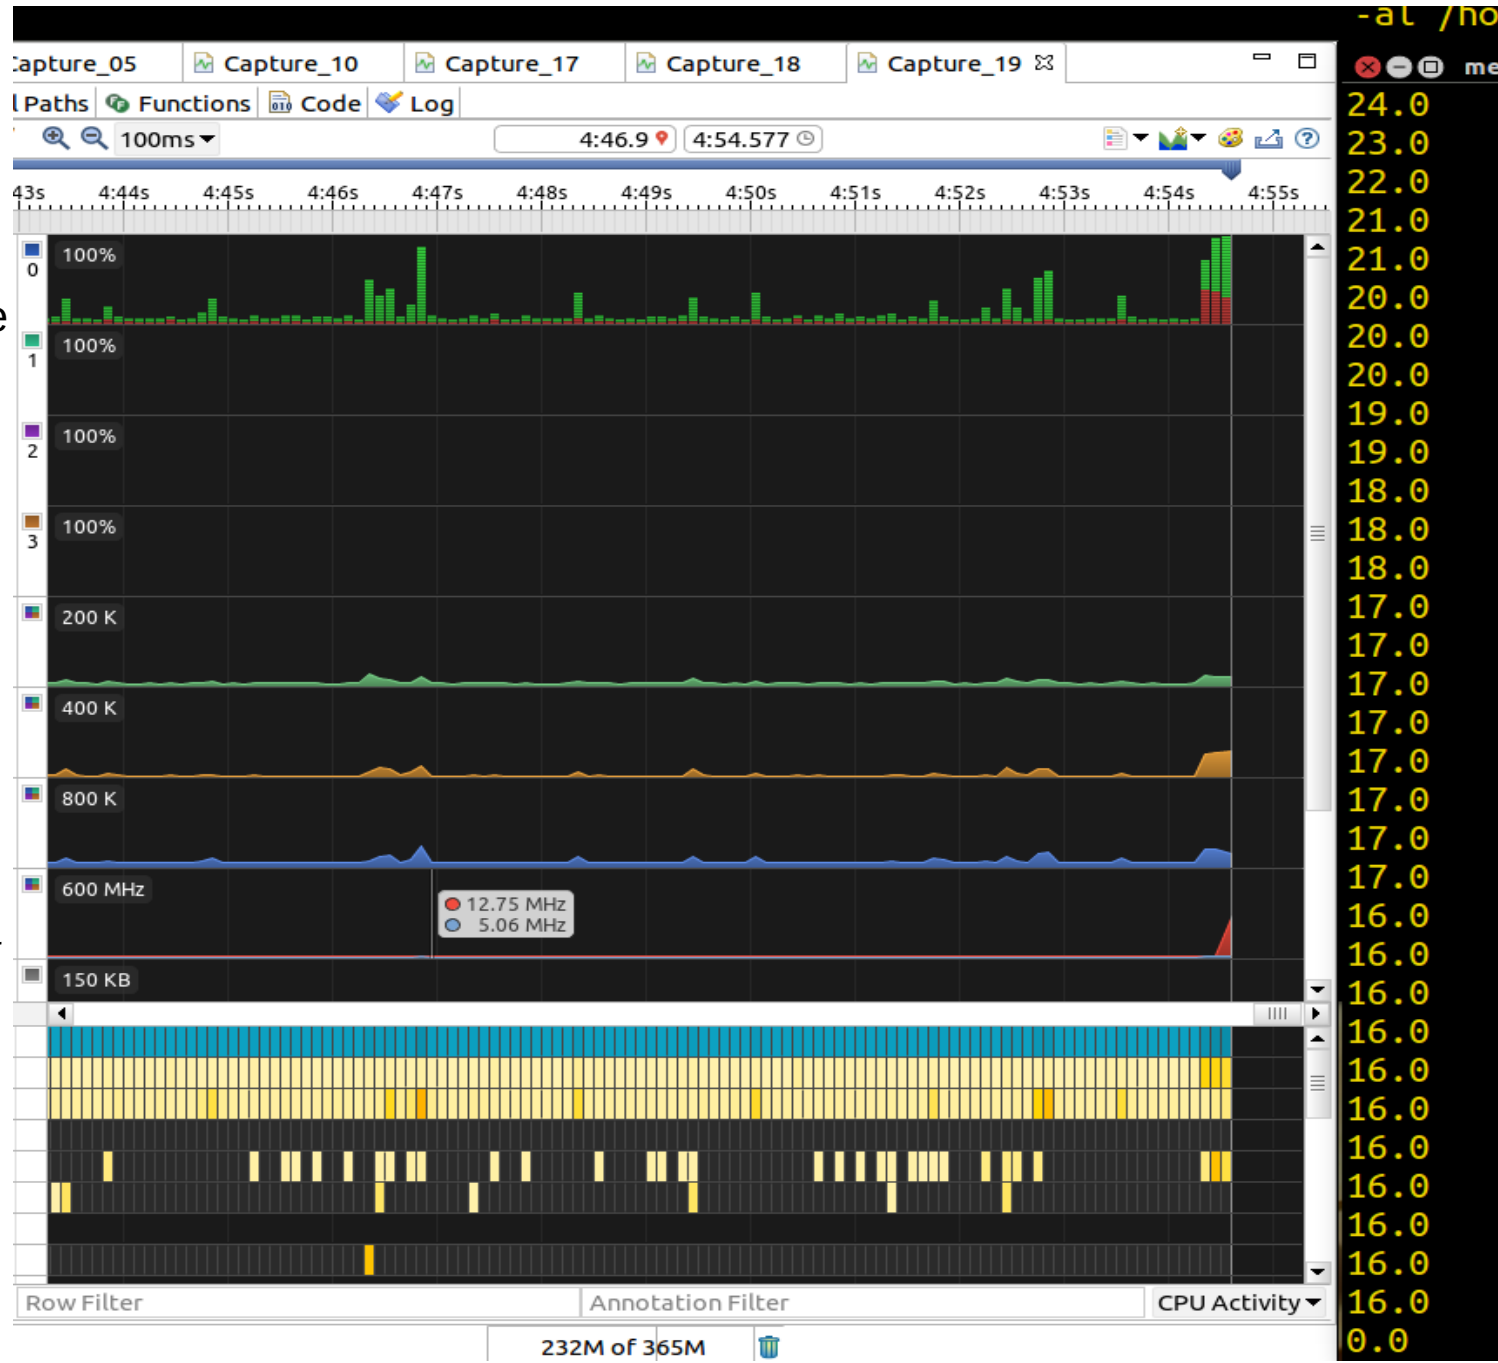 -al /ho
Capture_05 Capture_10 Capture_17 Capture_18 Capture_19
l Paths Functions Code Log
100ms 4:46.9 4:54.577
43s 4:44s 4:45s 4:46s 4:47s 4:48s 4:49s 4:50s 4:51s 4:52s 4:53s 4:54s 4:55s
0 100%
e
1 100%
2 100%
3 100%
200 K
400 K
800 K
600 MHz
12.75 MHz
5.06 MHz
150 KB
Row Filter Annotation Filter CPU Activity
232M of 365M
me
24.0
23.0
22.0
21.0
21.0
20.0
20.0
20.0
19.0
19.0
18.0
18.0
18.0
17.0
17.0
17.0
17.0
17.0
17.0
17.0
17.0
16.0
16.0
16.0
16.0
16.0
16.0
16.0
16.0
16.0
16.0
16.0
0.0